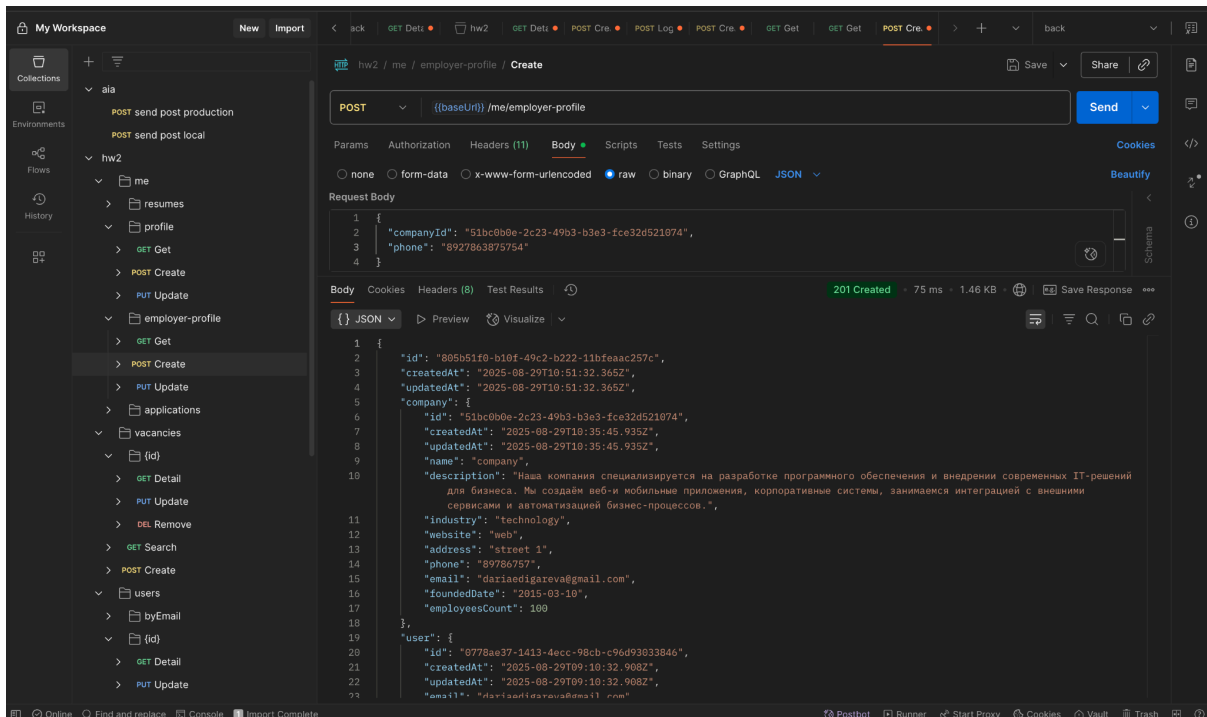 My Workspace New Import
ack GET Deta hw2 GET Deta POST Cre. POST Log POST Cre. GET Get GET Get POST Cre. back
Collections
Environments
Flows
History
aia
POST send post production
POST send post local
hw2
me
resumes
profile
GET Get
POST Create
PUT Update
employer-profile
GET Get
POST Create
PUT Update
applications
vacancies
{id}
GET Detail
PUT Update
DEL Remove
GET Search
POST Create
users
byEmail
{id}
GET Detail
PUT Update
HTTP hw2 / me / employer-profile / Create Save Share
POST {{baseUrl}} /me/employer-profile Send
Params Authorization Headers (11) Body Scripts Tests Settings Cookies
none form-data x-www-form-urlencoded raw binary GraphQL JSON Beautify
Request Body
1 {
2 "companyId": "51bc0b0e-2c23-49b3-b3e3-fce32d521074",
3 "phone": "8927863875754"
4 }
Schema
Body Cookies Headers (8) Test Results 201 Created 75 ms 1.46 KB e.g. Save Response
{} JSON Preview Visualize
1 {
2 "id": "805b51f0-b10f-49c2-b222-11bfeaac257c",
3 "createdAt": "2025-08-29T10:51:32.365Z",
4 "updatedAt": "2025-08-29T10:51:32.365Z",
5 "company": {
6 "id": "51bc0b0e-2c23-49b3-b3e3-fce32d521074",
7 "createdAt": "2025-08-29T10:35:45.935Z",
8 "updatedAt": "2025-08-29T10:35:45.935Z",
9 "name": "company",
10 "description": "Наша компания специализируется на разработке программного обеспечения и внедрении современных IT-решений
для бизнеса. Мы создаём веб-и мобильные приложения, корпоративные системы, занимаемся интеграцией с внешними
сервисами и автоматизацией бизнес-процессов.",
11 "industry": "technology",
12 "website": "web",
13 "address": "street 1",
14 "phone": "89786757",
15 "email": "dariaedigareva@gmail.com",
16 "foundedDate": "2015-03-10",
17 "employeesCount": 100
18 },
19 "user": {
20 "id": "0778ae37-1413-4ecc-98cb-c96d93033846",
21 "createdAt": "2025-08-29T09:10:32.908Z",
22 "updatedAt": "2025-08-29T09:10:32.908Z",
23 "email": "dariaedigareva@gmail.com"
Online Find and replace Console Import Complete Postbot Runner Start Proxy Cookies Vault Trash